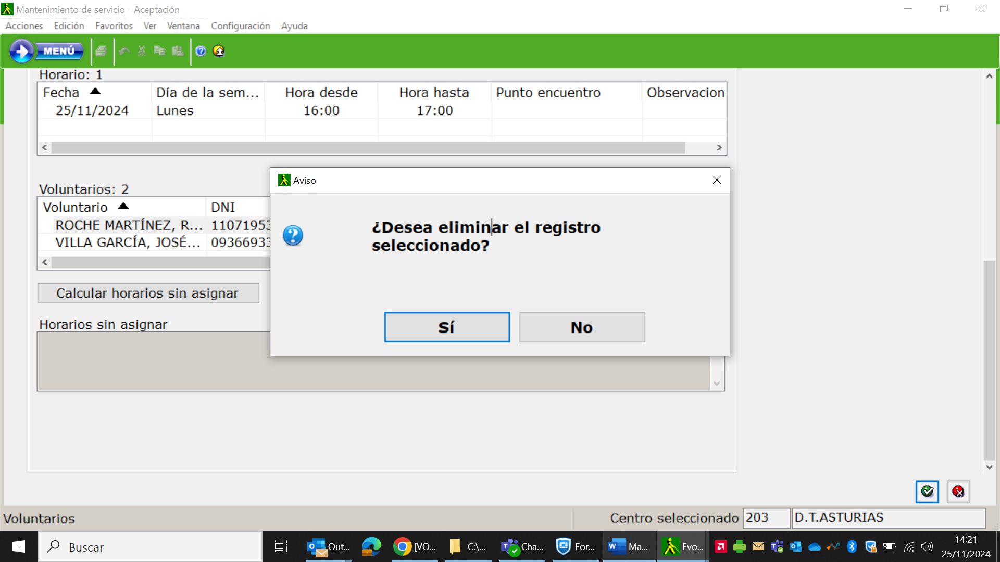 Mantenimiento de servicio - Aceptación
Acciones Edición Favoritos Ver Ventana Configuración Ayuda
MENÚ
Horario: 1
Fecha Día de la sem... Hora desde Hora hasta Punto encuentro Observacion
25/11/2024 Lunes 16:00 17:00
Voluntarios: 2
Voluntario DNI
ROCHE MARTÍNEZ, R... 11071953
VILLA GARCÍA, JOSÉ... 09366933
Calcular horarios sin asignar
Horarios sin asignar
Aviso
¿Desea eliminar el registro
seleccionado?
Sí No
Voluntarios
Centro seleccionado 203 D.T.ASTURIAS
Buscar
Out... [VO... C:\... Cha... For... Ma... Evo...
14:21
25/11/2024